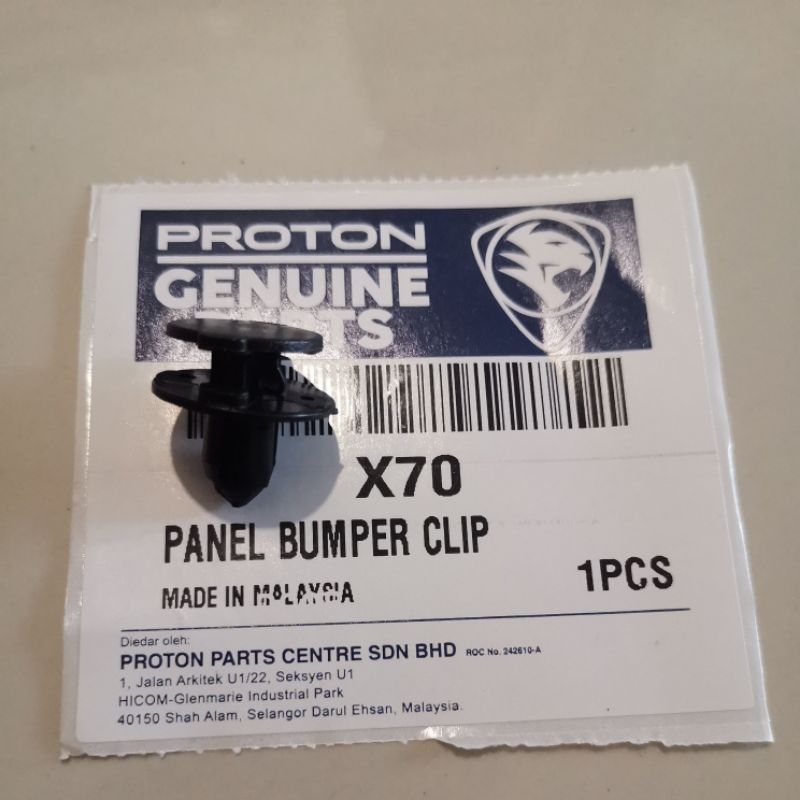 PROTON
GENUINE
PARTS
X70
PANEL BUMPER CLIP
MADE IN MALAYSIA
1PCS
Diedar oleh:
PROTON PARTS CENTRE SDN BHD ROC No. 242610-A
1, Jalan Arkitek U1/22, Seksyen U1
HICOM-Glenmarie Industrial Park
40150 Shah Alam, Selangor Darul Ehsan, Malaysia.